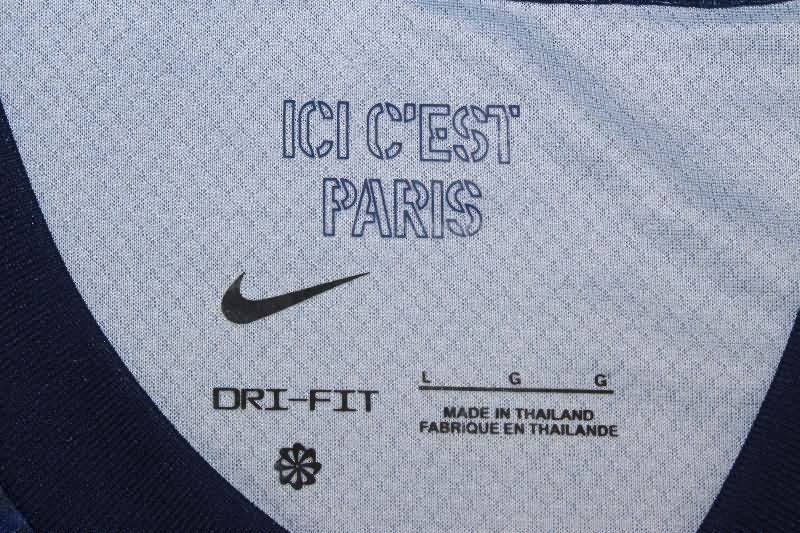 ICI C'EST
PARIS
DRI-FIT
L G G
MADE IN THAILAND
FABRIQUE EN THAILANDE